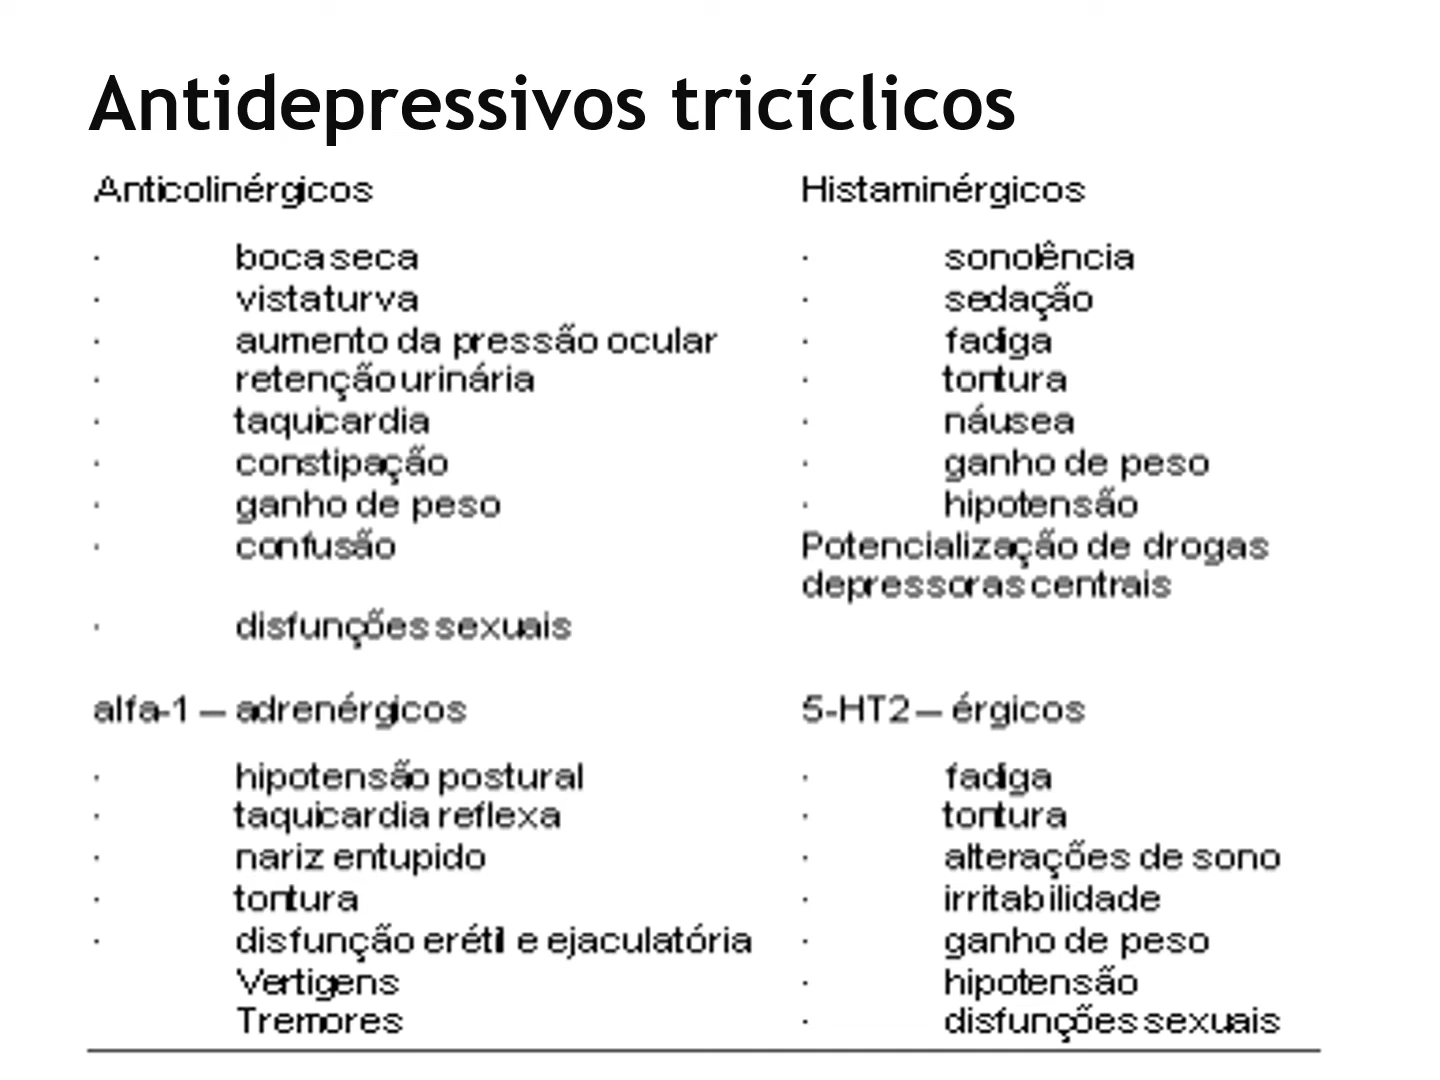 Antidepressivos tricíclicos
Anticolinérgicos
· boca seca
· vista turva
· aumento da pressão ocular
· retenção urinária
· taquicardia
· constipação
· ganho de peso
· confusão
· disfunções sexuais
Histaminérgicos
· sonolência
· sedação
· fadiga
· tontura
· náusea
· ganho de peso
· hipotensão
Potencialização de drogas
depressoras centrais
alfa-1 – adrenérgicos
· hipotensão postural
· taquicardia reflexa
· nariz entupido
· tontura
· disfunção erétil e ejaculatória
Vertigens
Tremores
5-HT2 – érgicos
· fadiga
· tontura
· alterações de sono
· irritabilidade
· ganho de peso
· hipotensão
· disfunções sexuais